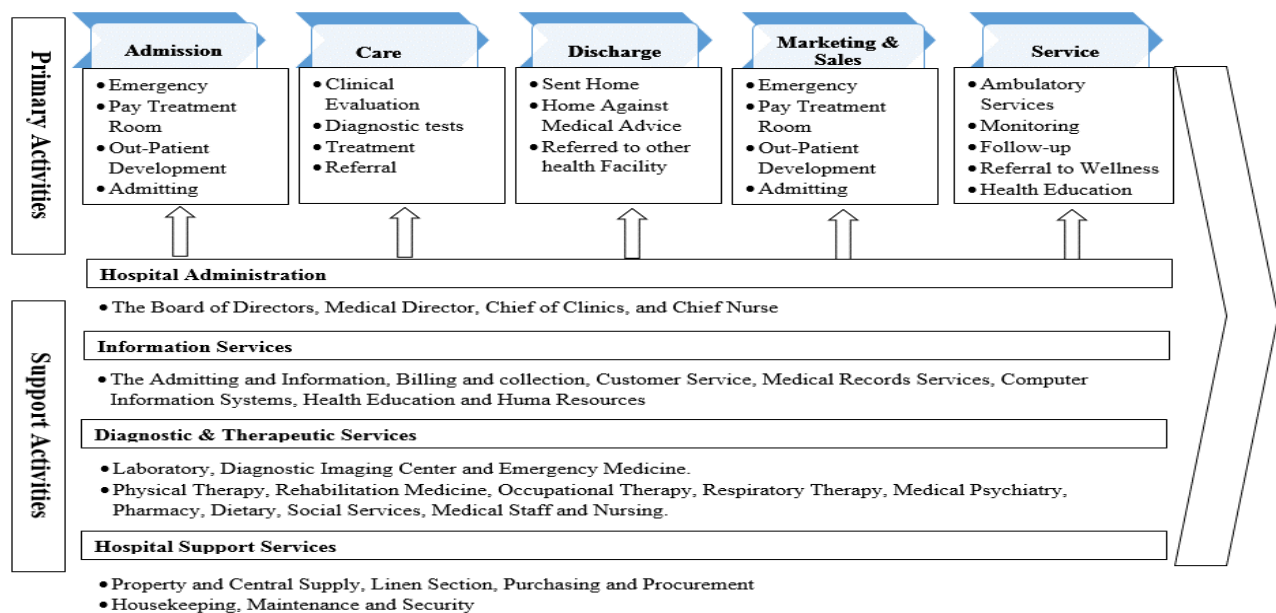 Primary Activities
Admission
• Emergency
• Pay Treatment
Room
• Out-Patient
Development
• Admitting
Care
• Clinical
Evaluation
• Diagnostic tests
• Treatment
• Referral
Discharge
• Sent Home
• Home Against
Medical Advice
• Referred to other
health Facility
Marketing &
Sales
• Emergency
• Pay Treatment
Room
• Out-Patient
Development
• Admitting
Service
• Ambulatory
Services
• Monitoring
• Follow-up
• Referral to Wellness
• Health Education
Support Activities
Hospital Administration
• The Board of Directors, Medical Director, Chief of Clinics, and Chief Nurse
Information Services
• The Admitting and Information, Billing and collection, Customer Service, Medical Records Services, Computer
Information Systems, Health Education and Huma Resources
Diagnostic & Therapeutic Services
• Laboratory, Diagnostic Imaging Center and Emergency Medicine.
• Physical Therapy, Rehabilitation Medicine, Occupational Therapy, Respiratory Therapy, Medical Psychiatry,
Pharmacy, Dietary, Social Services, Medical Staff and Nursing.
Hospital Support Services
• Property and Central Supply, Linen Section, Purchasing and Procurement
• Housekeeping, Maintenance and Security